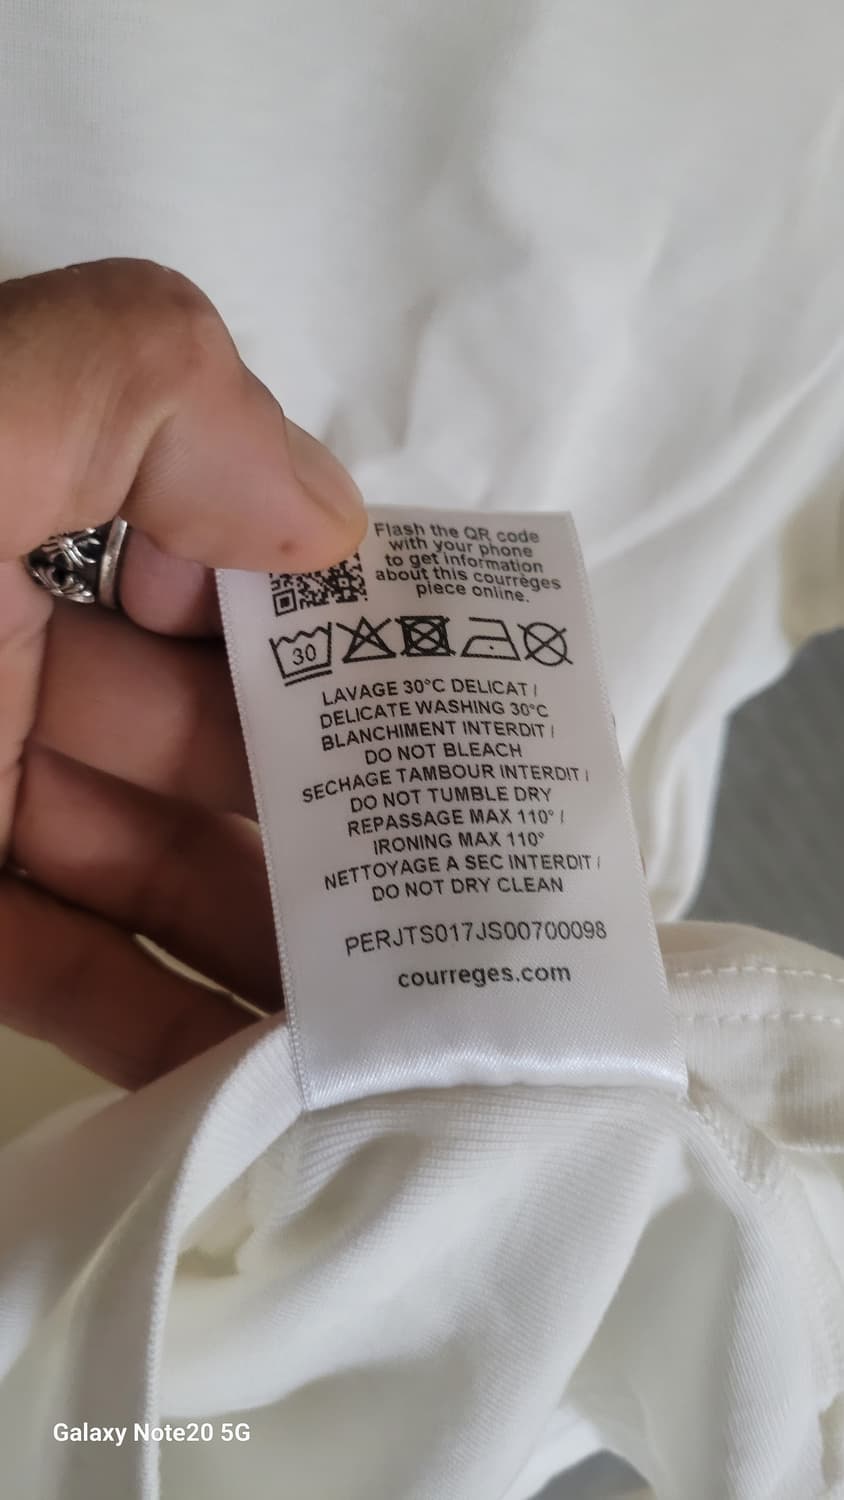 Flash the QR code
with your phone
to get information
about this courrèges
piece online.
30
LAVAGE 30°C DELICAT /
DELICATE WASHING 30°C
BLANCHIMENT INTERDIT /
DO NOT BLEACH
SECHAGE TAMBOUR INTERDIT /
DO NOT TUMBLE DRY
REPASSAGE MAX 110° /
IRONING MAX 110°
NETTOYAGE A SEC INTERDIT /
DO NOT DRY CLEAN
PERJTS017JS00700098
courreges.com
Galaxy Note20 5G